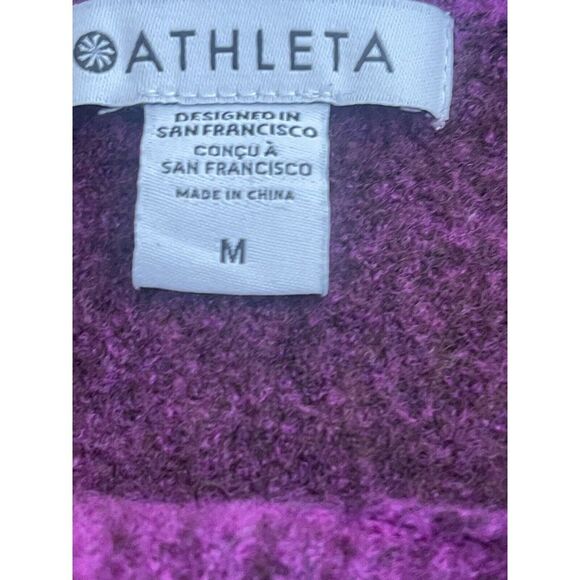 ATHLETA
DESIGNED IN
SAN FRANCISCO
CONÇU À
SAN FRANCISCO
MADE IN CHINA
M